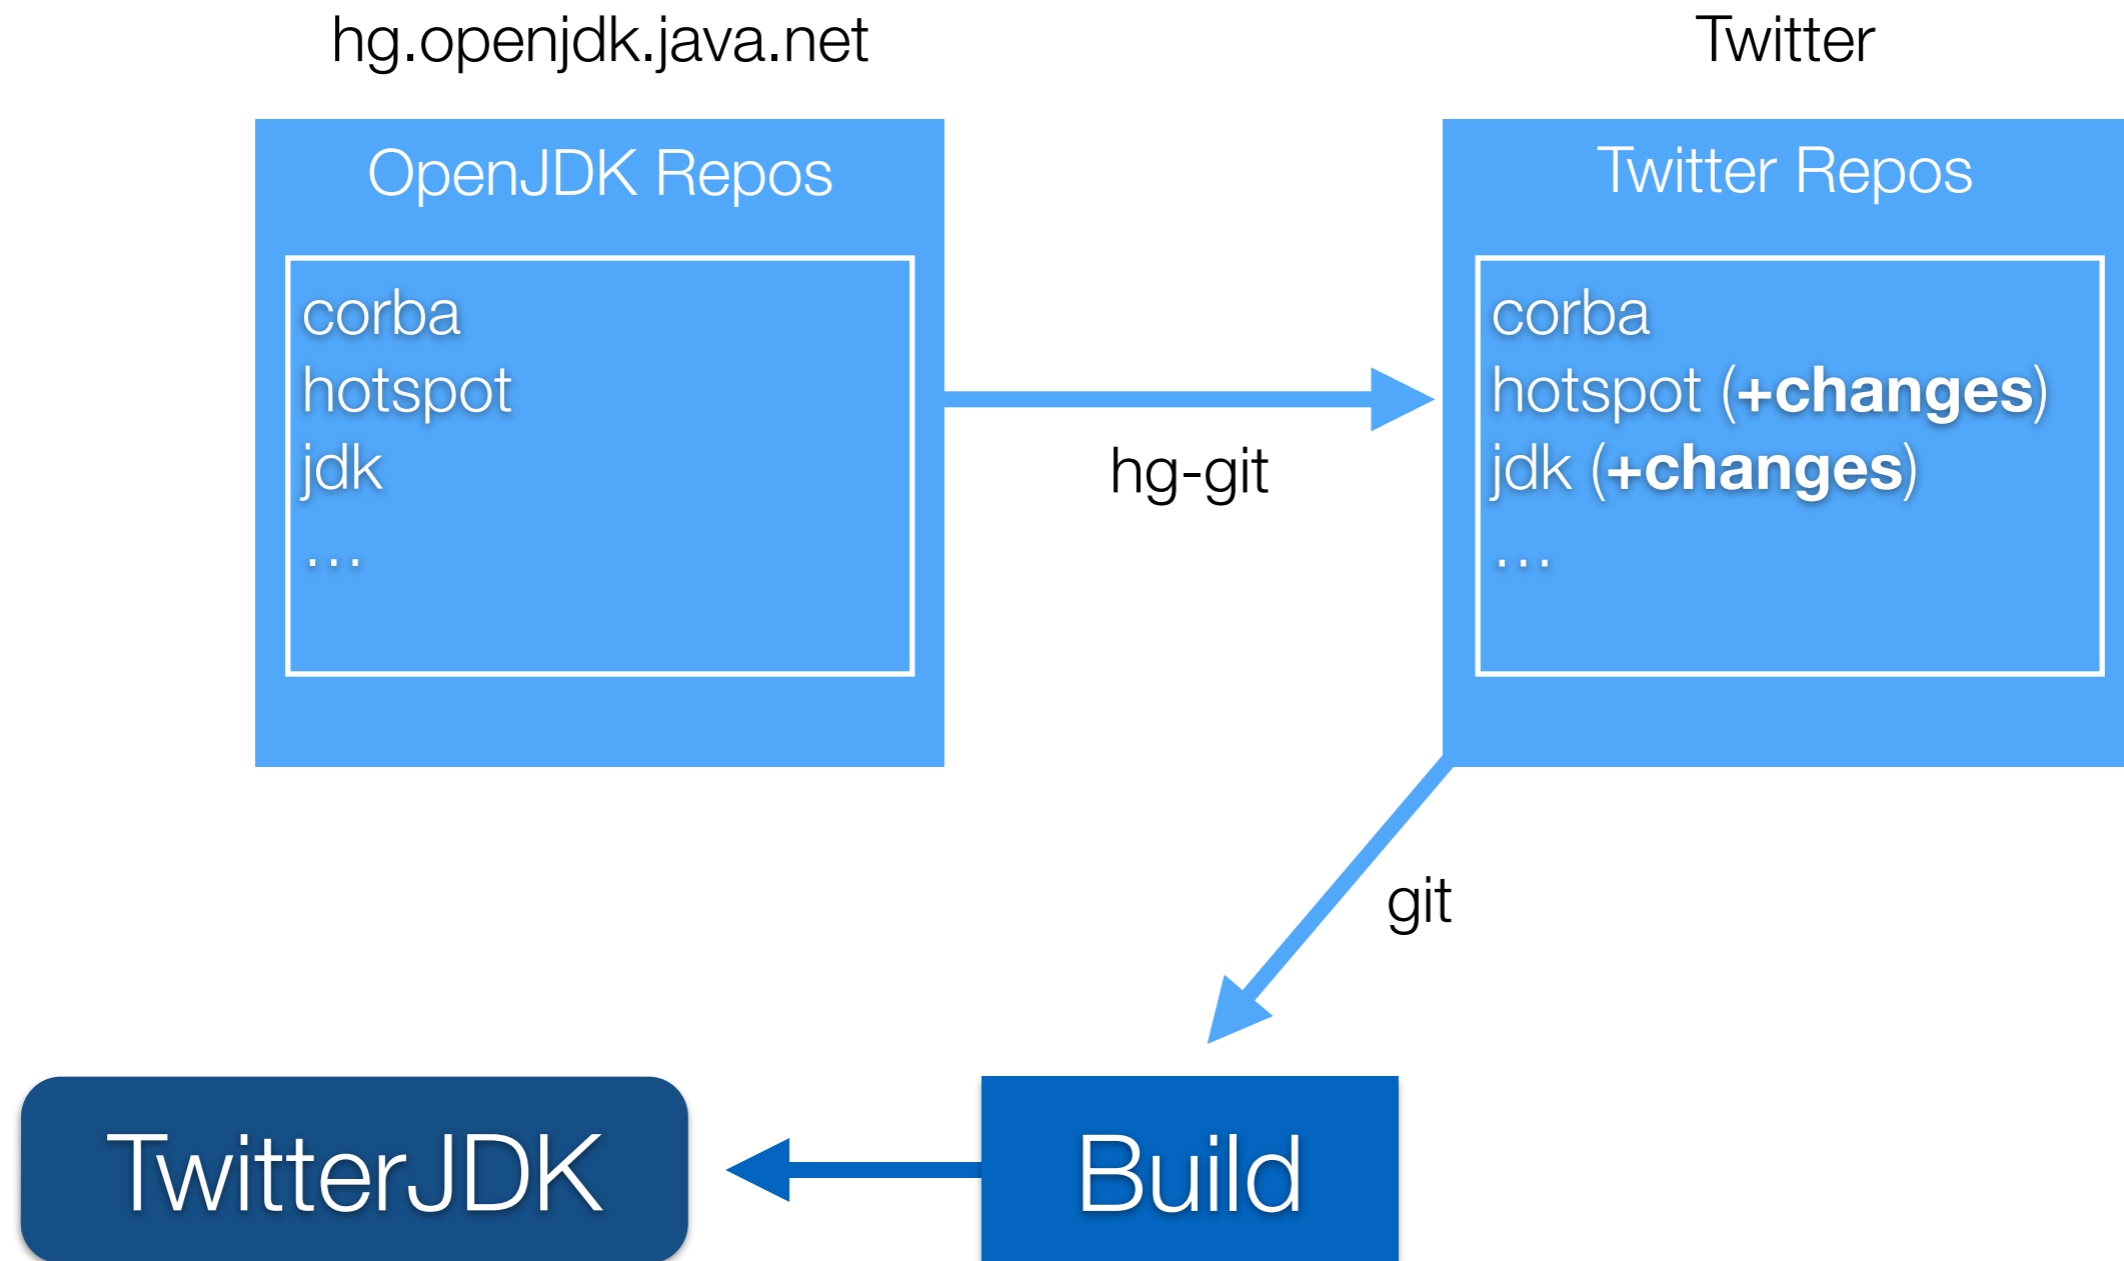 hg.openjdk.java.net
Twitter
OpenJDK Repos
corba
hotspot
jdk
…
hg-git
Twitter Repos
corba
hotspot (+changes)
jdk (+changes)
…
git
Build
TwitterJDK